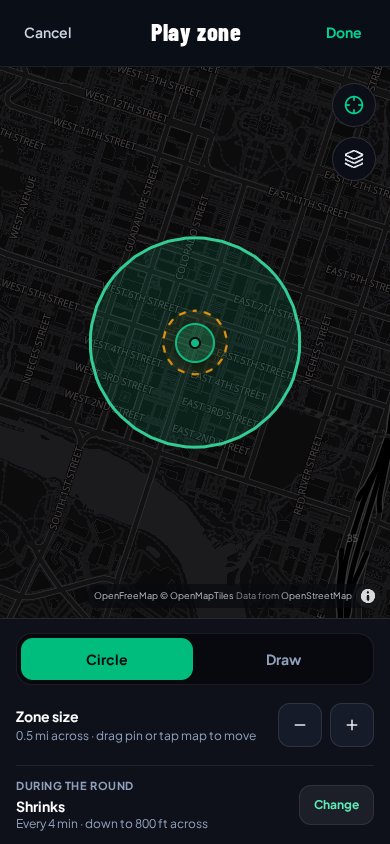 Cancel
Play zone
Done
WEST 13TH STREET
WEST 12TH STREET
WEST 11TH STREET
EAST 12TH STREET
EAST 11TH STREET
WEST AVENUE
GUADALUPE STREET
COLORADO STREET
EAST 9TH STREET
WEST 6TH STREET
EAST 7TH STREET
WEST 5TH STREET
WEST 4TH STREET
EAST 5TH STREET
NUECES STREET
NECHES STREET
WEST 3RD STREET
EAST 4TH STREET
WEST 2ND STREET
EAST 3RD STREET
EAST 2ND STREET
SOUTH 1ST STREET
RED RIVER STREET
35
OpenFreeMap © OpenMapTiles Data from OpenStreetMap
Circle
Draw
Zone size
0.5 mi across · drag pin or tap map to move
DURING THE ROUND
Shrinks
Every 4 min · down to 800 ft across
Change